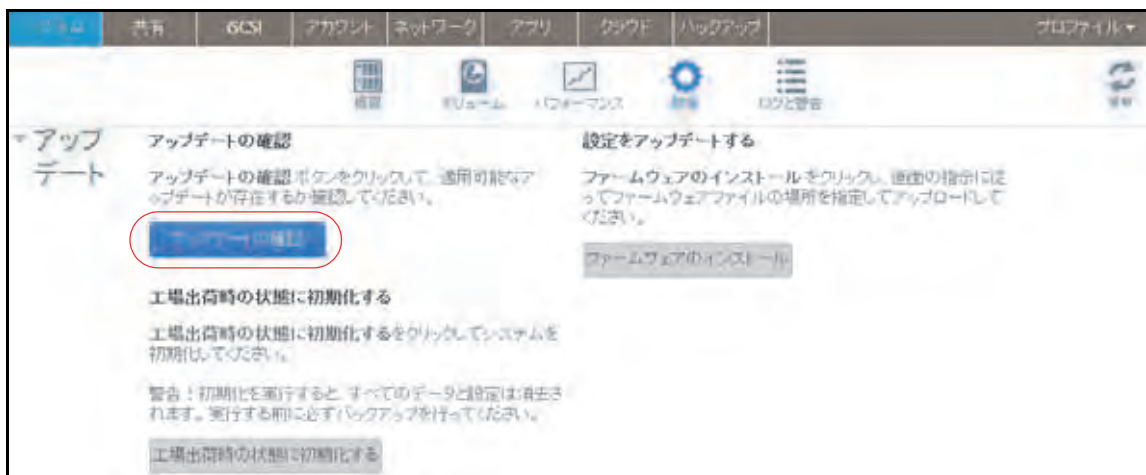 システム 共有 iSCSI アカウント ネットワーク アプリ クラウド バックアップ プロファイル
概要 ボリューム パフォーマンス 設定 ログと警告 更新
アップ
デート
アップデートの確認
アップデートの確認 ボタンをクリックして、適用可能なア
ップデートが存在するか確認してください。
アップデートの確認
工場出荷時の状態に初期化する
工場出荷時の状態に初期化するをクリックしてシステムを
初期化してください。
警告！初期化を実行すると、すべてのデータと設定は消去さ
れます。実行する前に必ずバックアップを行ってください。
工場出荷時の状態に初期化する
設定をアップデートする
ファームウェアのインストール をクリックし、画面の指示に従
ってファームウェアファイルの場所を指定してアップロードして
ください。
ファームウェアのインストール